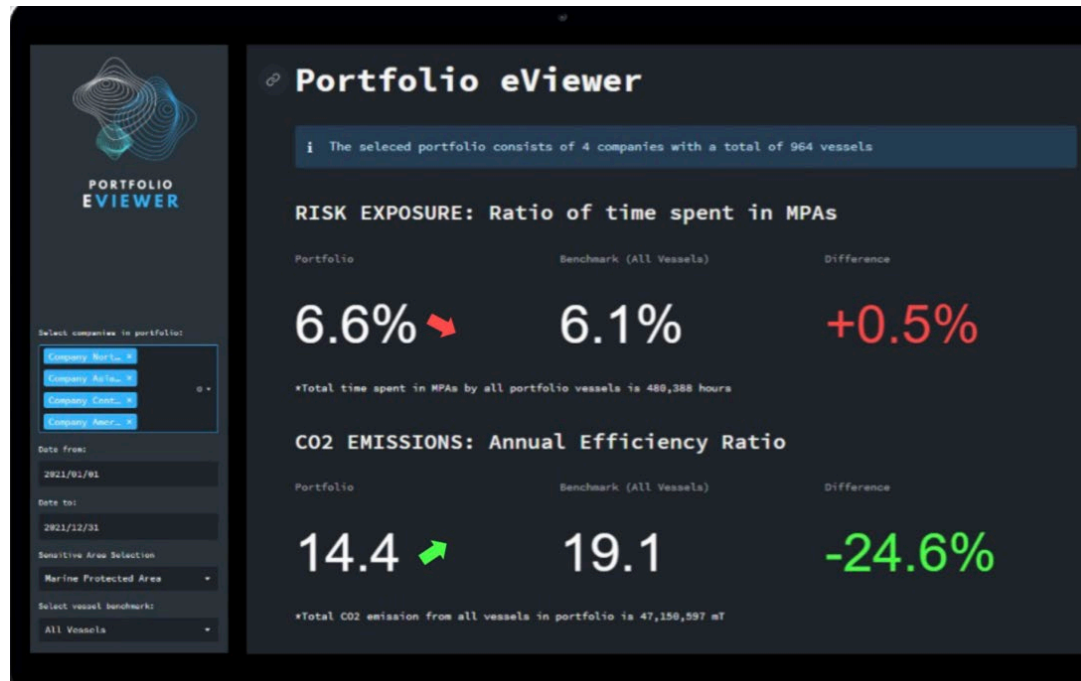 PORTFOLIO
EVIEWER
Select companies in portfolio:
Company Nort…
Company Asia…
Company Cent…
Company Amer…
Date from:
2021/01/01
Date to:
2021/12/31
Sensitive Area Selection
Marine Protected Area
Select vessel benchmark:
All Vessels
Portfolio eViewer
i The seleced portfolio consists of 4 companies with a total of 964 vessels
RISK EXPOSURE: Ratio of time spent in MPAs
Portfolio Benchmark (All Vessels) Difference
6.6% 6.1% +0.5%
*Total time spent in MPAs by all portfolio vessels is 480,388 hours
CO2 EMISSIONS: Annual Efficiency Ratio
Portfolio Benchmark (All Vessels) Difference
14.4 19.1 -24.6%
*Total CO2 emission from all vessels in portfolio is 47,150,597 mT